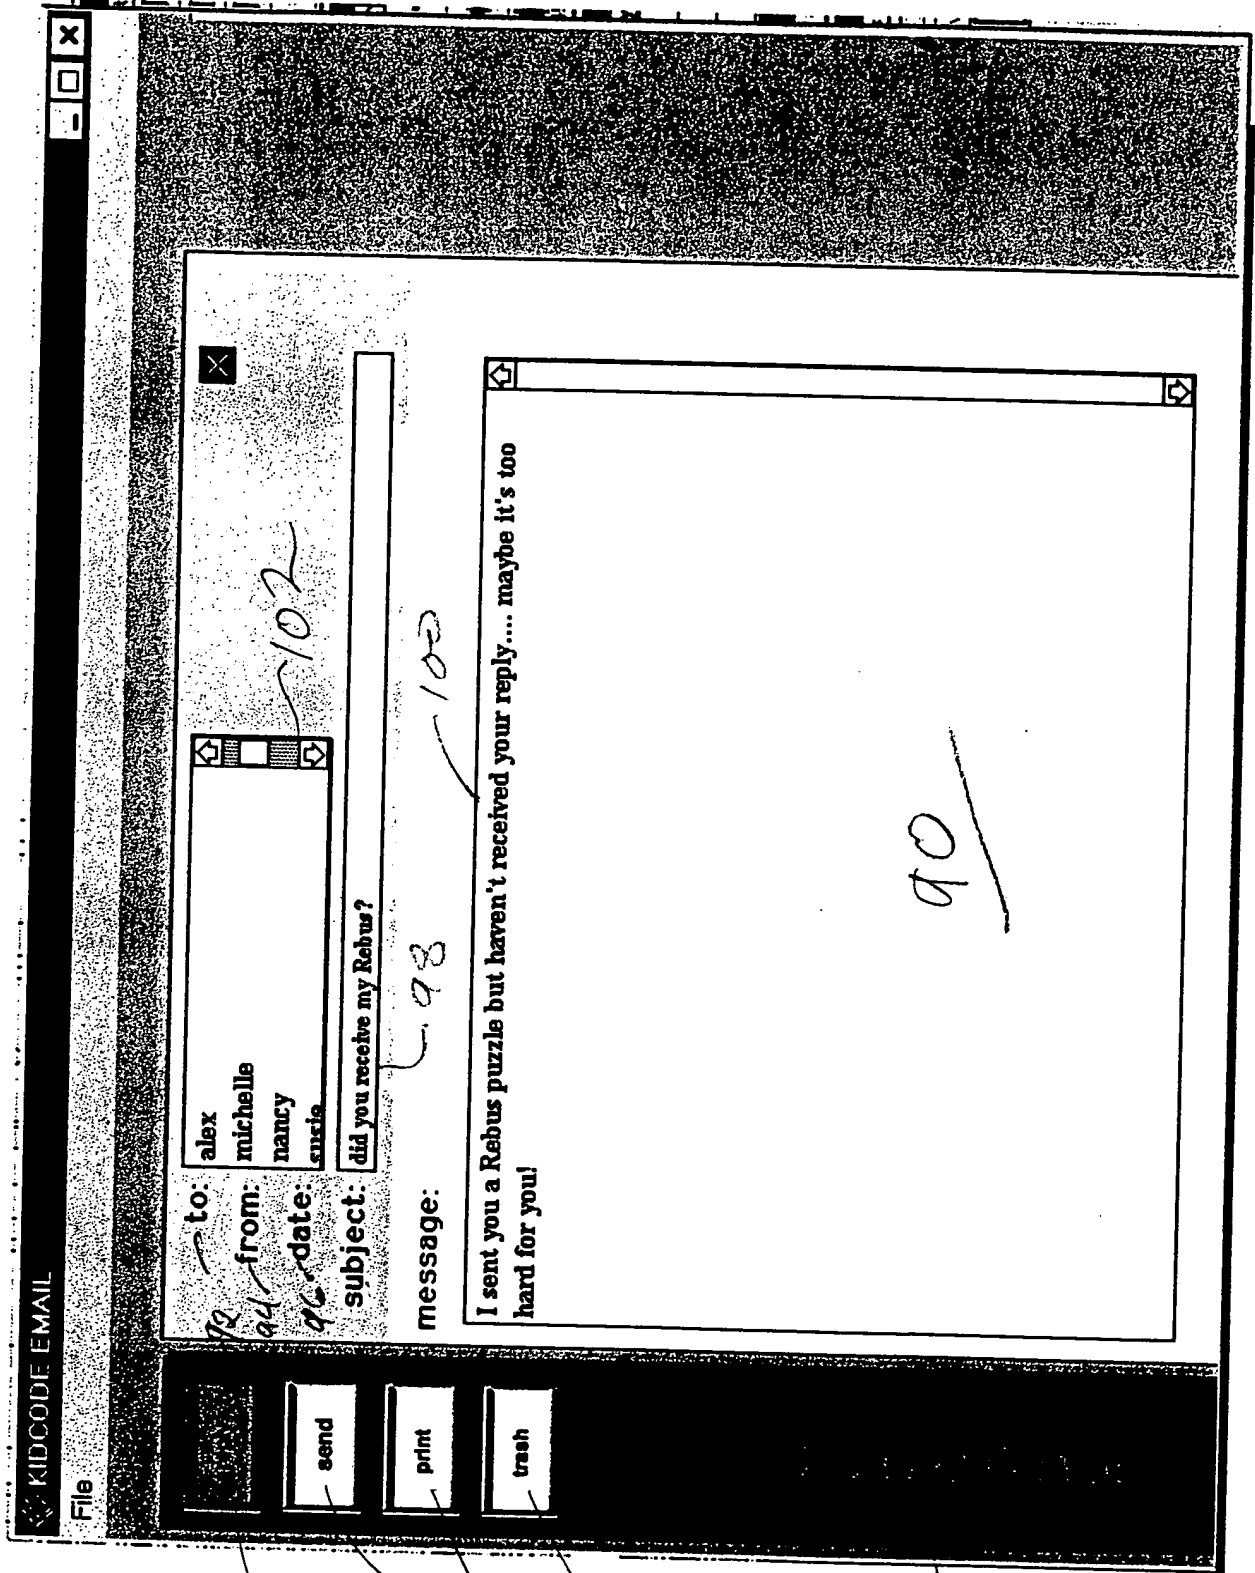 KIDCODE EMAIL
File
92 to: alex
94 from: michelle
96 date: nancy
102
subject: did you receive my Rebus?
98
message:
100
I sent you a Rebus puzzle but haven't received your reply.... maybe it's too
hard for you!
90
send
print
trash